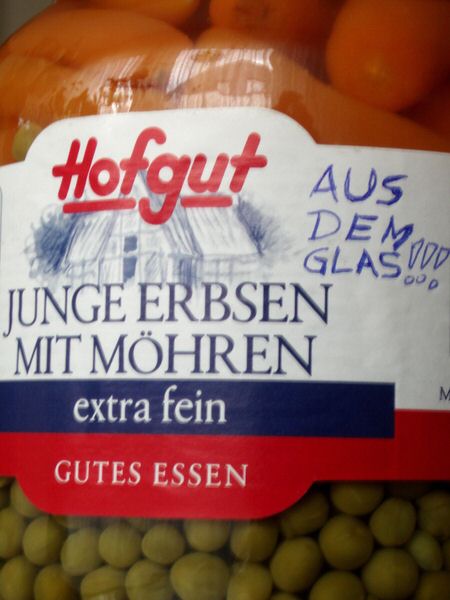 Hofgut
AUS
DEM
GLAS!!!
JUNGE ERBSEN
MIT MÖHREN
extra fein
GUTES ESSEN